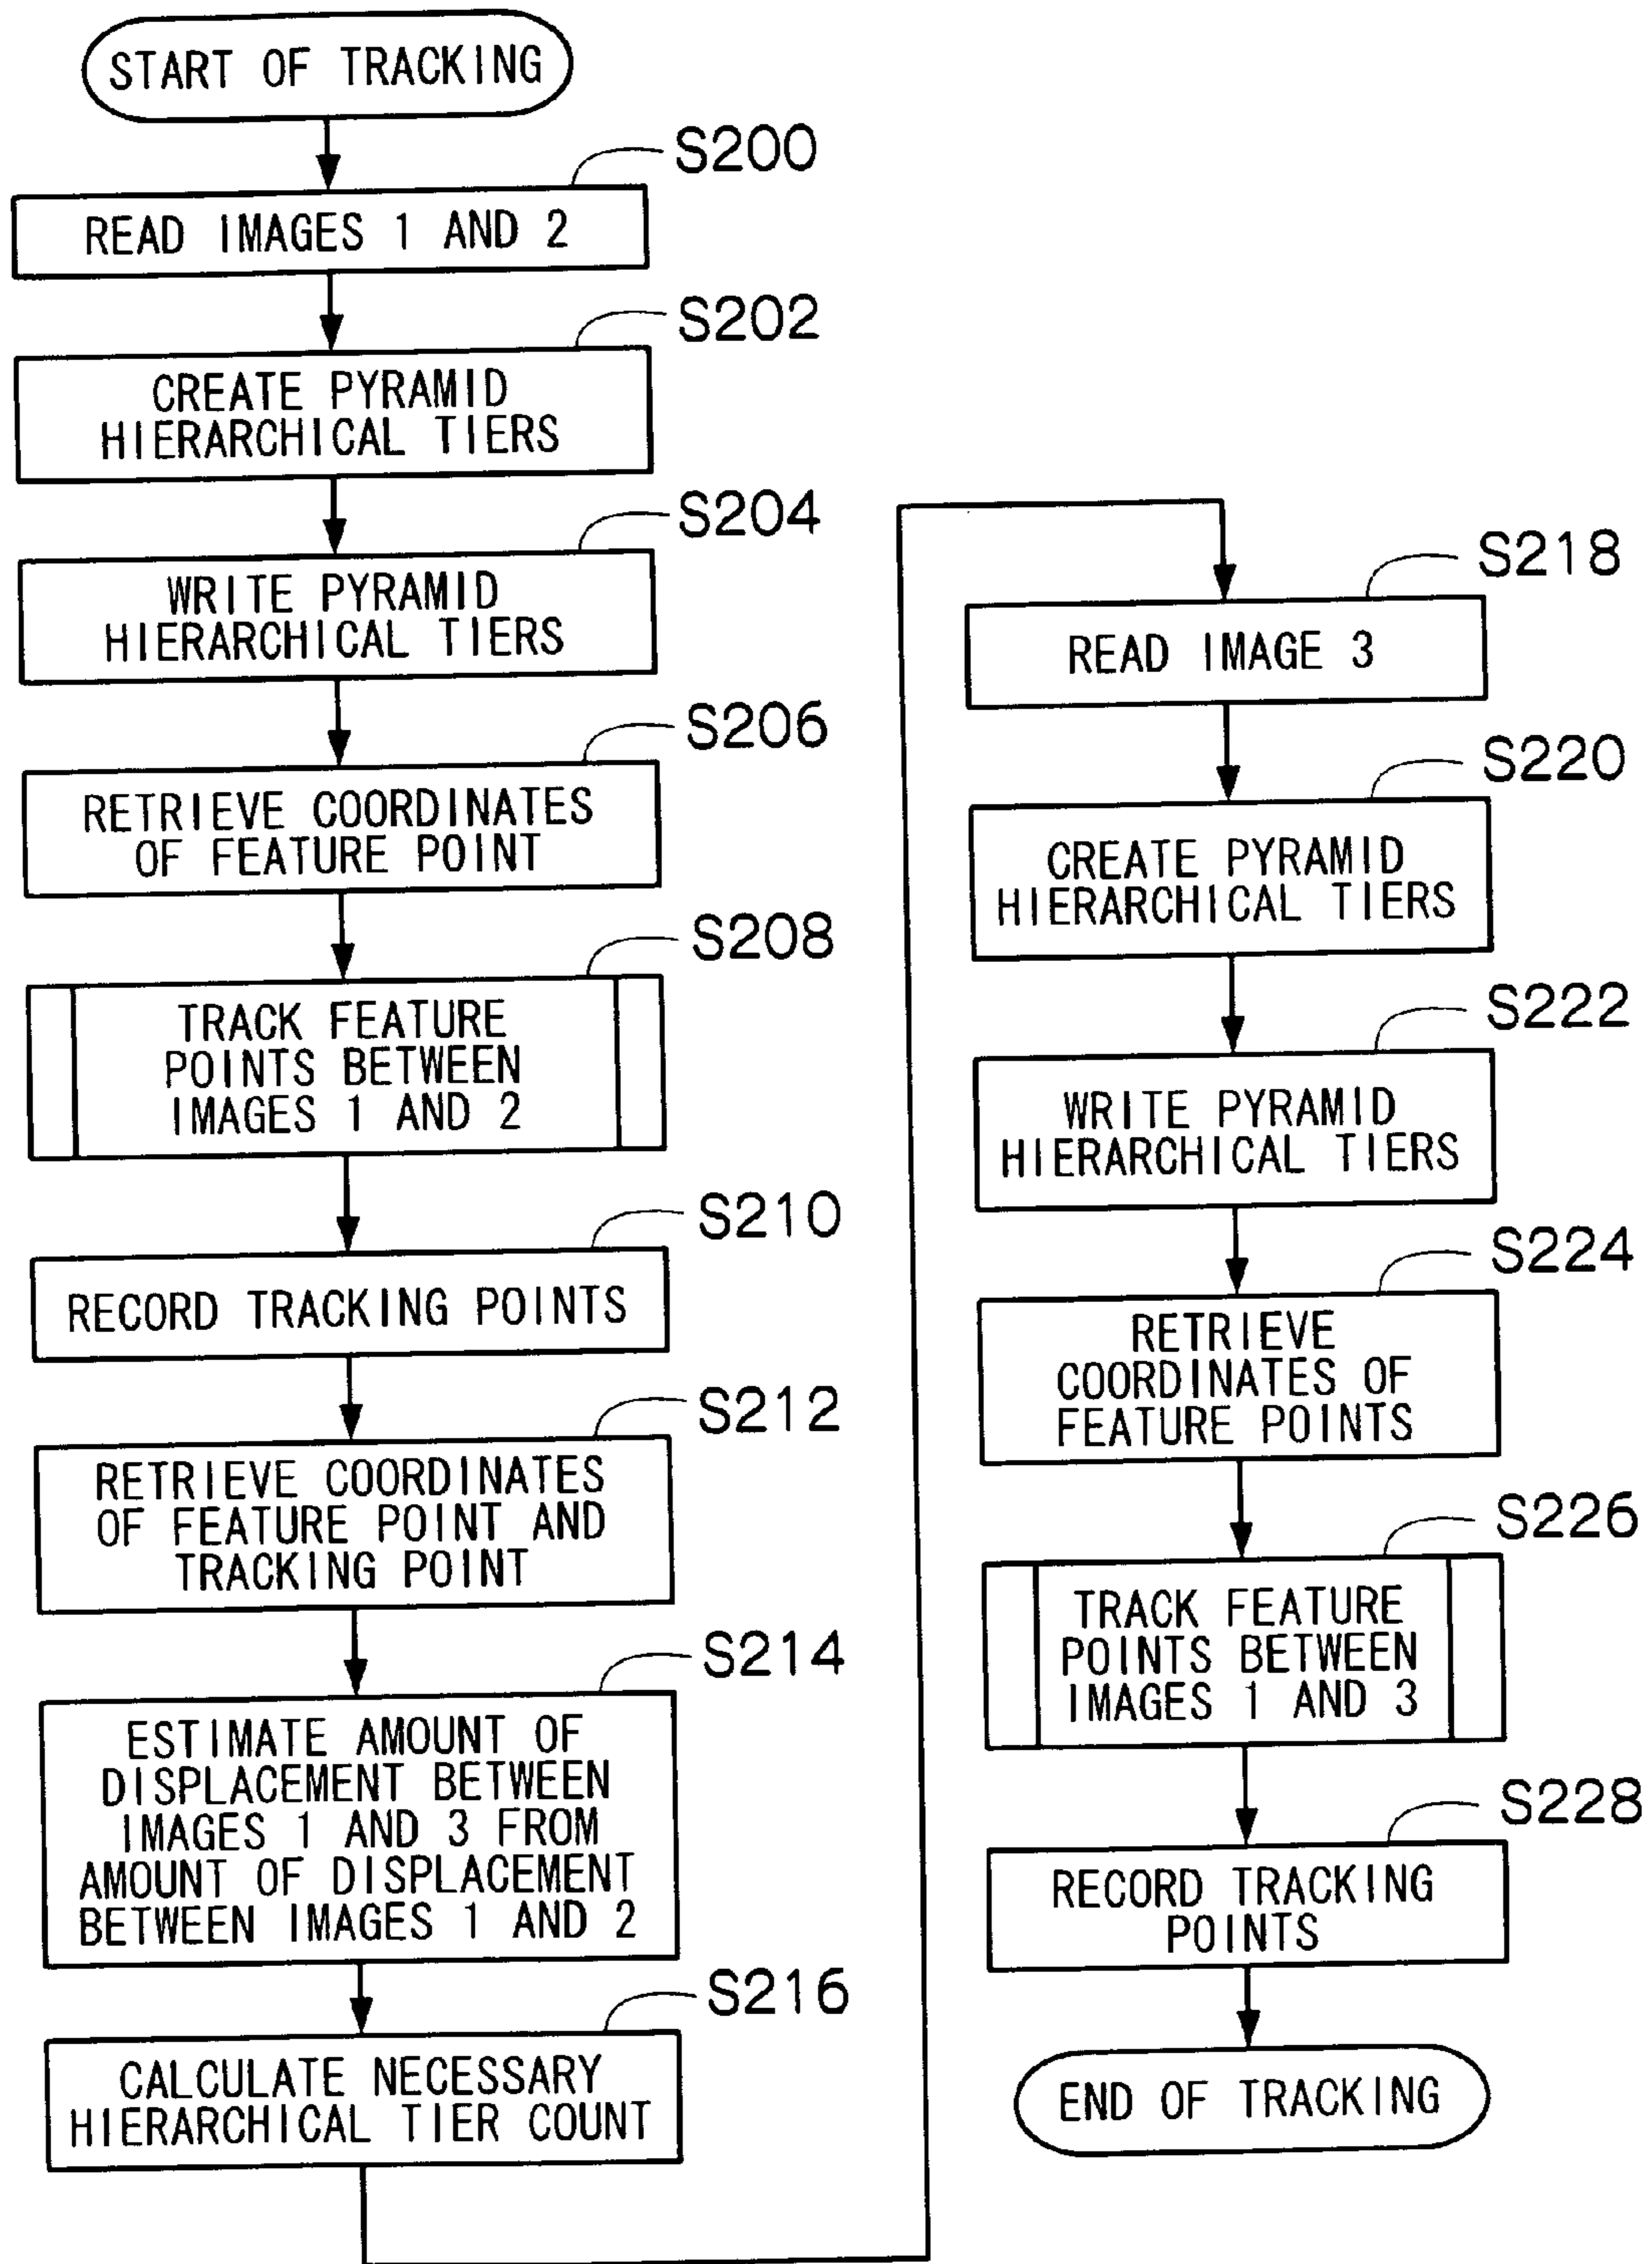 START OF TRACKING
S200
READ IMAGES 1 AND 2
S202
CREATE PYRAMID
HIERARCHICAL TIERS
S204
WRITE PYRAMID
HIERARCHICAL TIERS
S206
RETRIEVE COORDINATES
OF FEATURE POINT
S208
TRACK FEATURE
POINTS BETWEEN
IMAGES 1 AND 2
S210
RECORD TRACKING POINTS
S212
RETRIEVE COORDINATES
OF FEATURE POINT AND
TRACKING POINT
S214
ESTIMATE AMOUNT OF
DISPLACEMENT BETWEEN
IMAGES 1 AND 3 FROM
AMOUNT OF DISPLACEMENT
BETWEEN IMAGES 1 AND 2
S216
CALCULATE NECESSARY
HIERARCHICAL TIER COUNT
S218
READ IMAGE 3
S220
CREATE PYRAMID
HIERARCHICAL TIERS
S222
WRITE PYRAMID
HIERARCHICAL TIERS
S224
RETRIEVE
COORDINATES OF
FEATURE POINTS
S226
TRACK FEATURE
POINTS BETWEEN
IMAGES 1 AND 3
S228
RECORD TRACKING
POINTS
END OF TRACKING